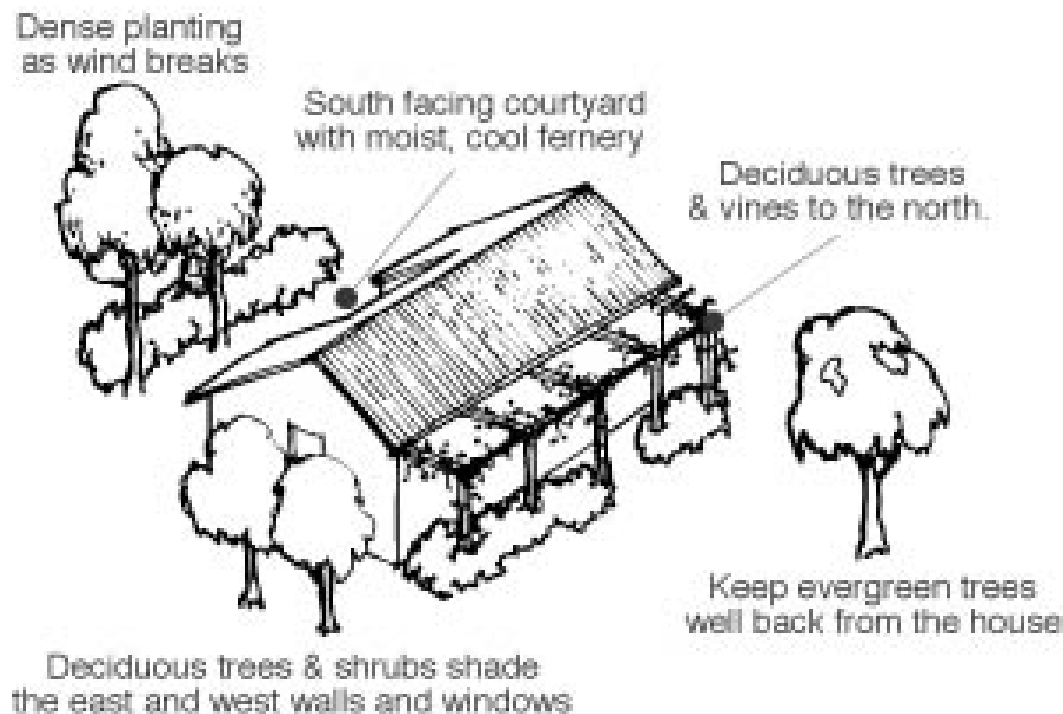 Dense planting
as wind breaks
South facing courtyard
with moist, cool fernery
Deciduous trees
& vines to the north.
Keep evergreen trees
well back from the house
Deciduous trees & shrubs shade
the east and west walls and windows